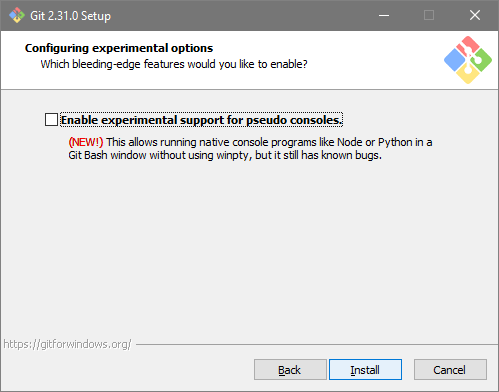 Git 2.31.0 Setup
Configuring experimental options
Which bleeding-edge features would you like to enable?
Enable experimental support for pseudo consoles.
(NEW!) This allows running native console programs like Node or Python in a
Git Bash window without using winpty, but it still has known bugs.
https://gitforwindows.org/
Back
Install
Cancel